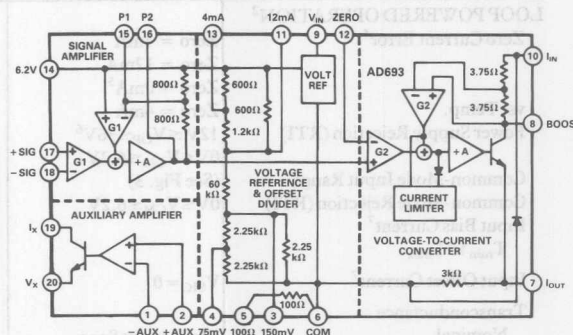 P1 P2 4mA 12mA VIN ZERO
15 16 13 11 9 12
SIGNAL AMPLIFIER
6.2V 14
800Ω
800Ω
600Ω
600Ω
1.2kΩ
VOLT REF
AD693
10 IIN
3.75Ω
3.75Ω
8 BOOS
G1
G2
+SIG 17
−SIG 18
G1 + +A
G2 + +A
60 kΩ
VOLTAGE REFERENCE & OFFSET DIVIDER
CURRENT LIMITER
AUXILIARY AMPLIFIER
IX 19
VX 20
2.25kΩ
2.25kΩ
2.25 kΩ
VOLTAGE-TO-CURRENT CONVERTER
3kΩ
7 IOUT
100Ω
1 2 4 5 3 6
−AUX +AUX 75mV 100Ω 150mV COM
LOOP POWERED OPERATION